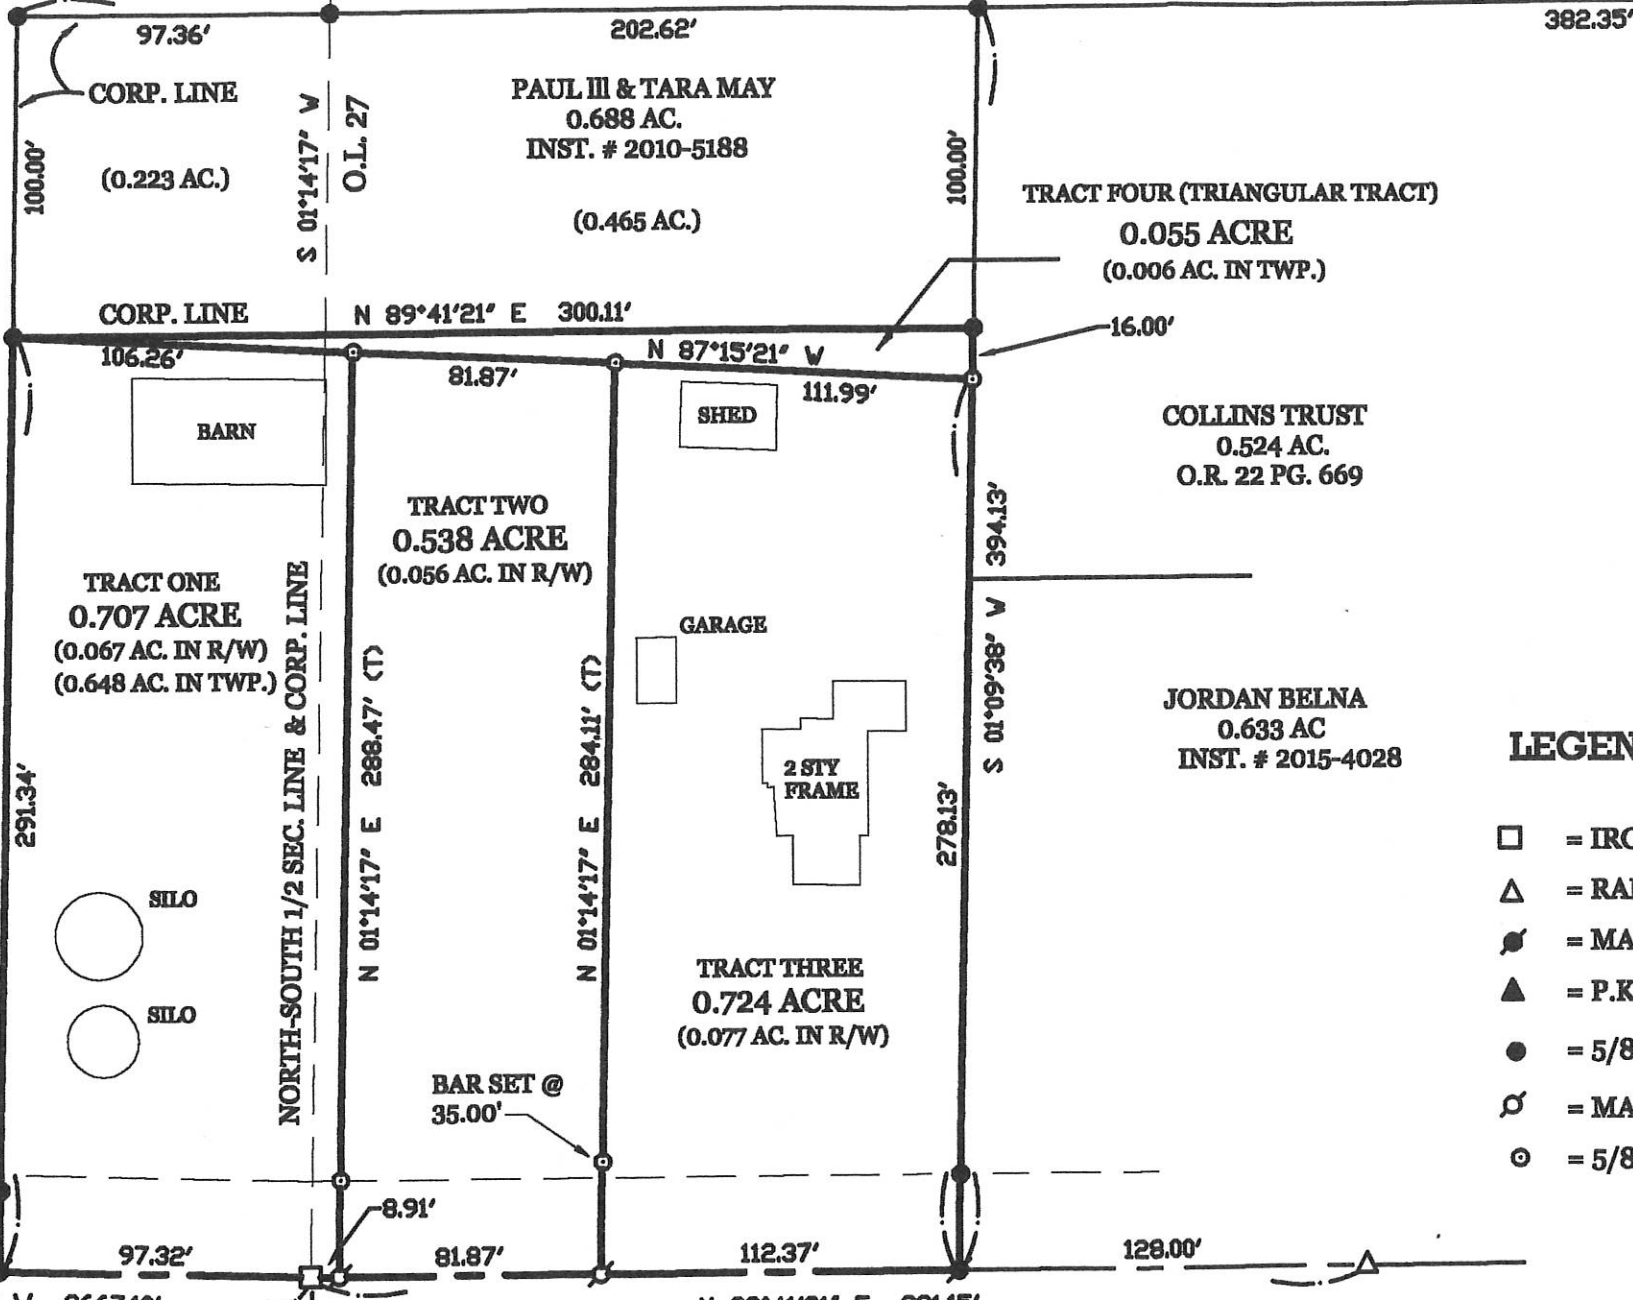 97.36'
202.62'
382.35'
CORP. LINE
(0.223 AC.)
100.00'
S 01°14'17" W
O.L. 27
PAUL III & TARA MAY
0.688 AC.
INST. # 2010-5188
(0.465 AC.)
100.00'
TRACT FOUR (TRIANGULAR TRACT)
0.055 ACRE
(0.006 AC. IN TWP.)
16.00'
CORP. LINE
N 89°41'21" E 300.11'
106.26'
81.87'
N 87°15'21" W
111.99'
BARN
SHED
COLLINS TRUST
0.524 AC.
O.R. 22 PG. 669
TRACT TWO
0.538 ACRE
(0.056 AC. IN R/W)
S 01°09'38" W 394.13'
TRACT ONE
0.707 ACRE
(0.067 AC. IN R/W)
(0.648 AC. IN TWP.)
NORTH-SOUTH 1/2 SEC. LINE & CORP. LINE
N 01°14'17" E 288.47' (T)
N 01°14'17" E 284.11' (T)
GARAGE
2 STY
FRAME
278.13'
291.34'
JORDAN BELNA
0.633 AC
INST. # 2015-4028
SILO
SILO
TRACT THREE
0.724 ACRE
(0.077 AC. IN R/W)
BAR SET @
35.00'
8.91'
97.32'
81.87'
112.37'
128.00'
LEGEN
= IRO
= RAI
= MA
= P.K
= 5/8
= MA
= 5/8